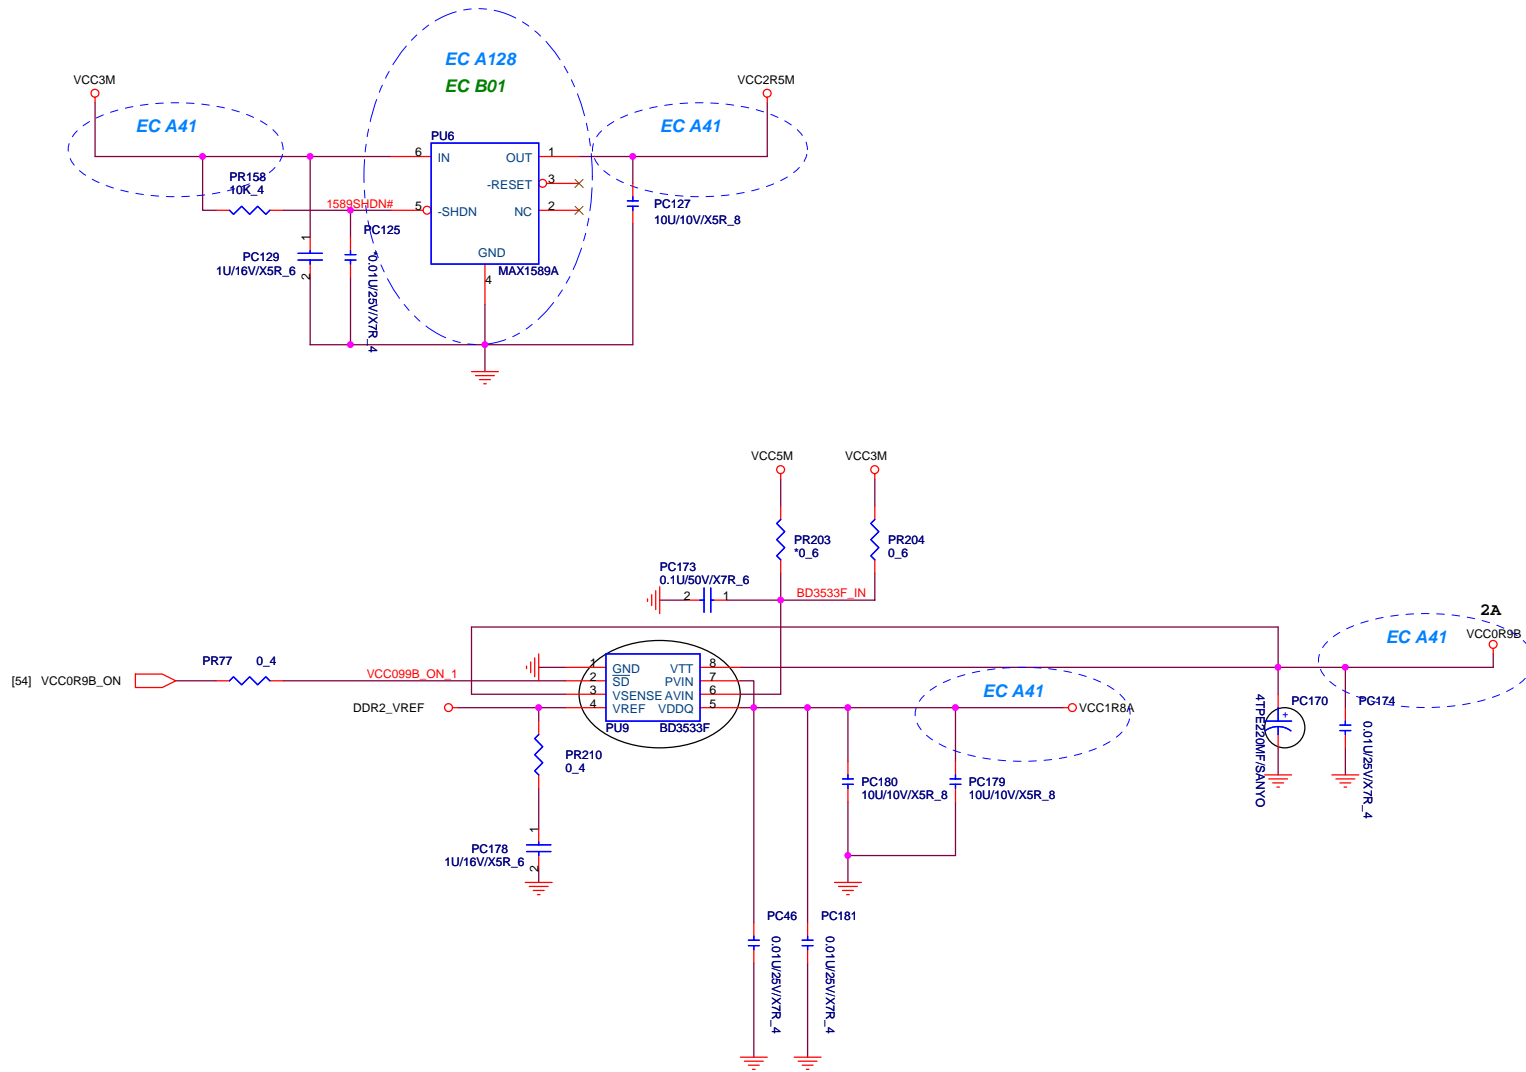 EC A128
EC B01
VCC3M
VCC2R5M
EC A41
EC A41
PU6
6
IN
OUT
1
PR158
10K_4
-RESET
3
PC127
10U/10V/X5R_8
1589SHDN#
5
-SHDN
NC
2
PC125
0.01U/25V/X7R_4
1
PC129
1U/16V/X5R_6
2
GND
MAX1589A
4
VCC5M
VCC3M
PR203
*0_6
PR204
0_6
PC173
0.1U/50V/X7R_6
2
1
BD3533F_IN
2A
EC A41
VCC0R9B
PR77
0_4
[54]
VCC0R9B_ON
VCC099B_ON_1
1
GND
VTT
8
2
SD
PVIN
7
3
VSENSE
AVIN
6
4
VREF
VDDQ
5
PU9
BD3533F
EC A41
DDR2_VREF
VCC1R8A
PC170
4TPE220MF/SANYO
+
PC174
0.01U/25V/X7R_4
PR210
0_4
PC180
10U/10V/X5R_8
PC179
10U/10V/X5R_8
1
PC178
1U/16V/X5R_6
2
PC46
0.01U/25V/X7R_4
PC181
0.01U/25V/X7R_4